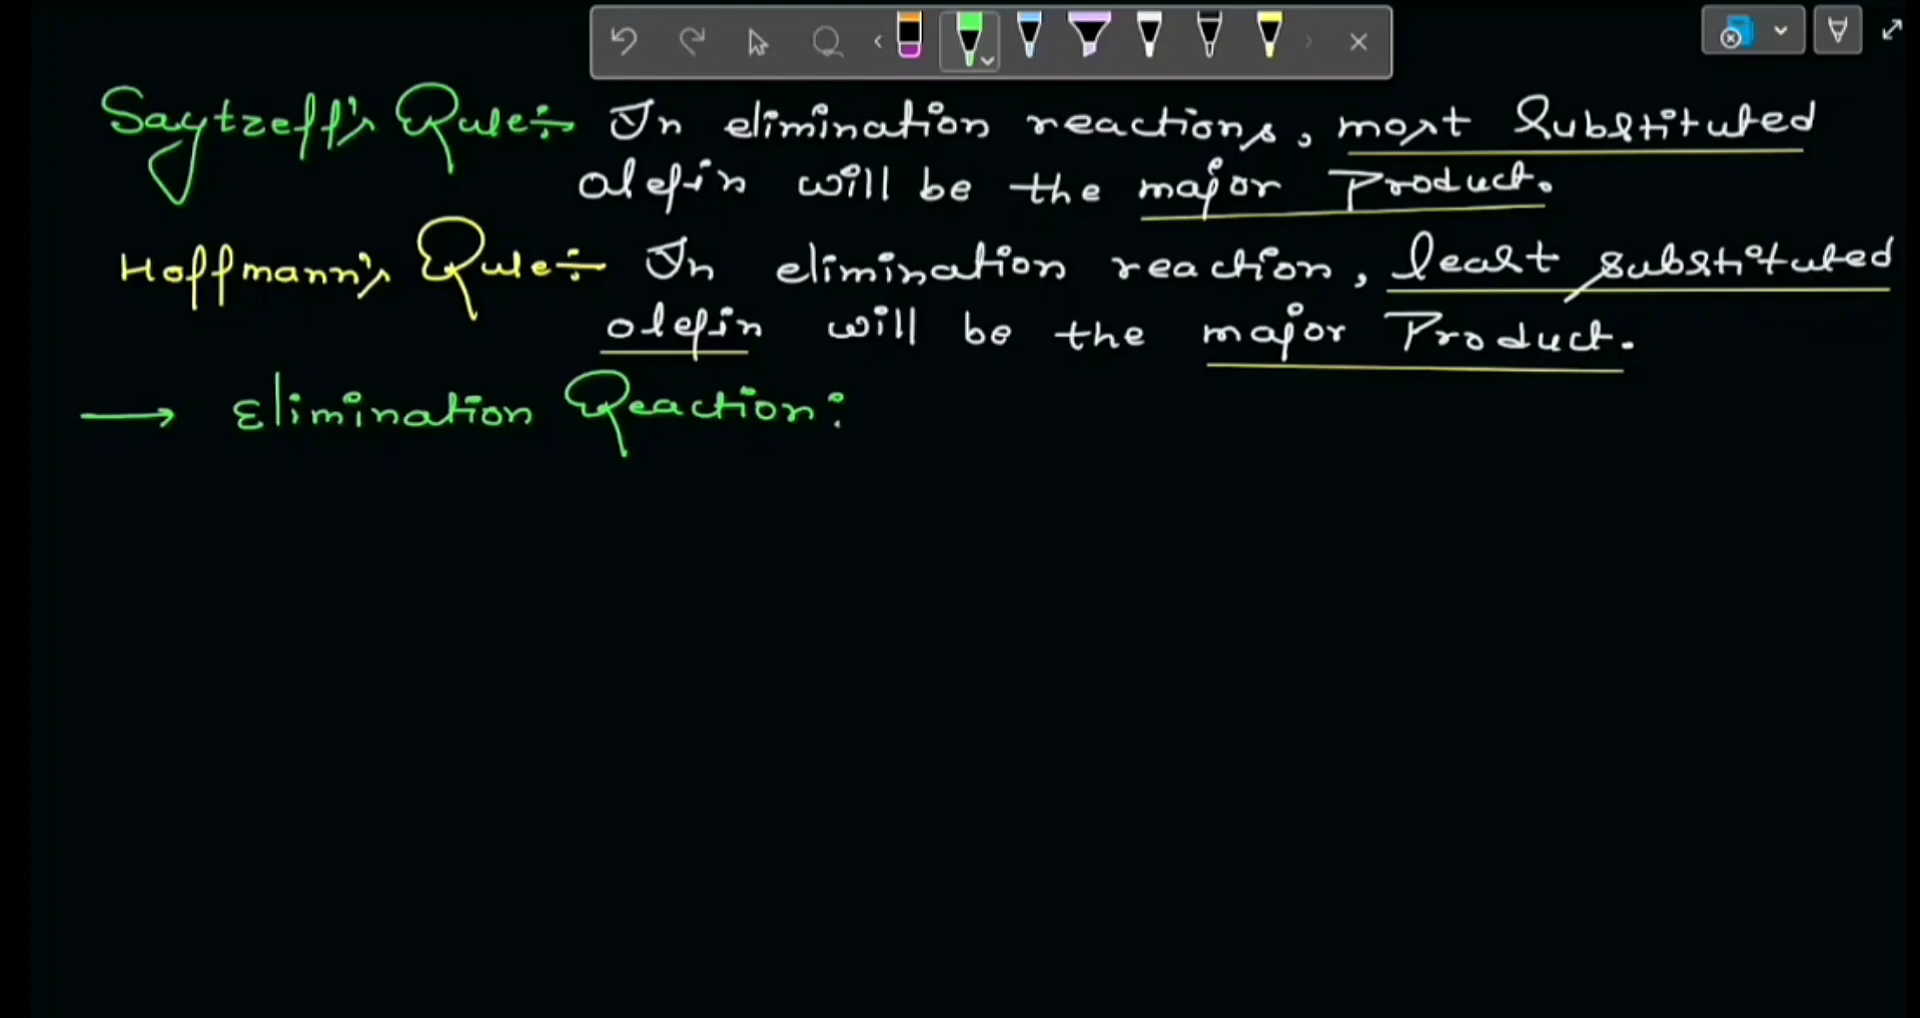 Saytzeff's Rule:- In elimination reactions, most substituted
olefin will be the major Product.
Hoffmann's Rule:- In elimination reaction, least substituted
olefin will be the major Product.
→ Elimination Reaction: